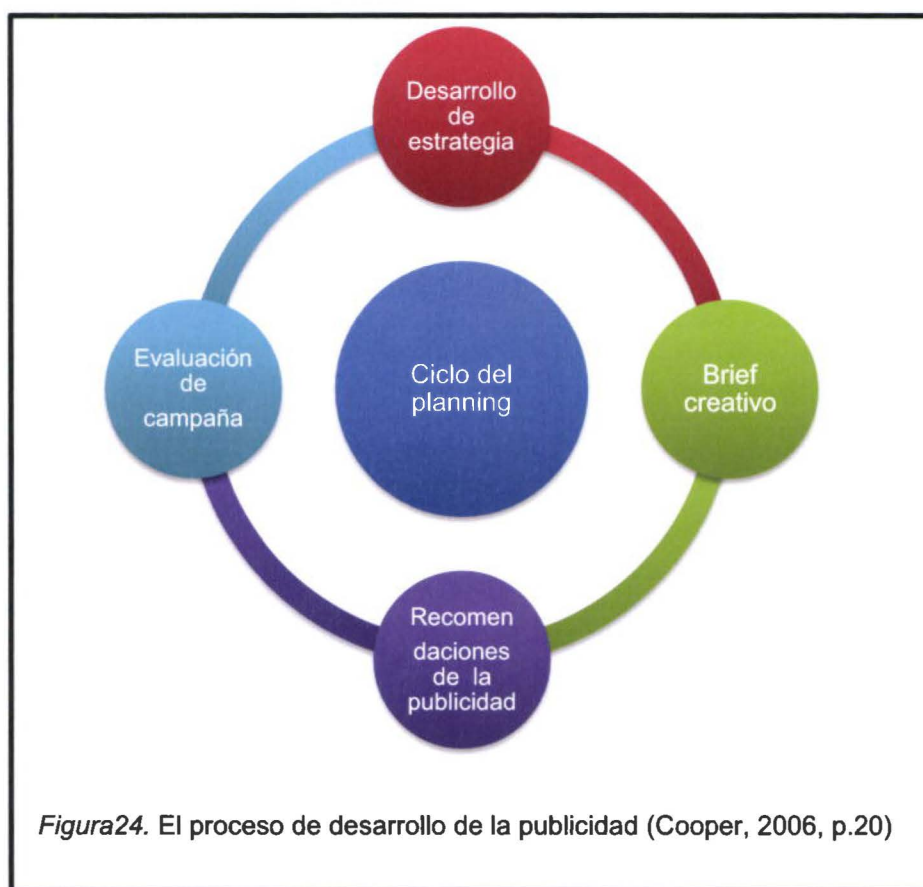 Desarrollo
de
estrategia
Evaluación
de
campaña
Ciclo del
planning
Brief
creativo
Recomen
daciones
de la
publicidad
Figura24. El proceso de desarrollo de la publicidad (Cooper, 2006, p.20)